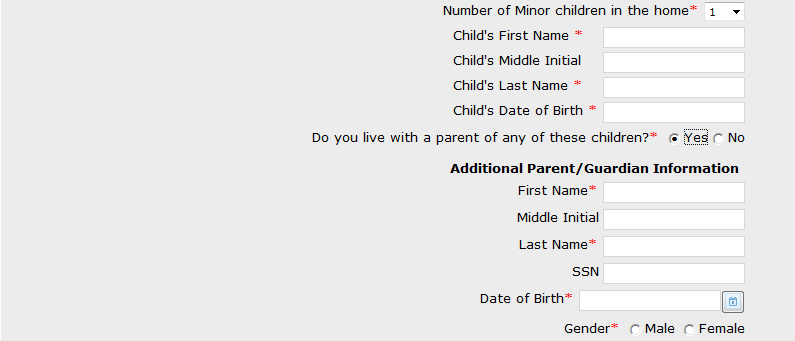 Number of Minor children in the home* 1
Child's First Name *
Child's Middle Initial
Child's Last Name *
Child's Date of Birth *
Do you live with a parent of any of these children?* Yes No
Additional Parent/Guardian Information
First Name*
Middle Initial
Last Name*
SSN
Date of Birth*
Gender* Male Female